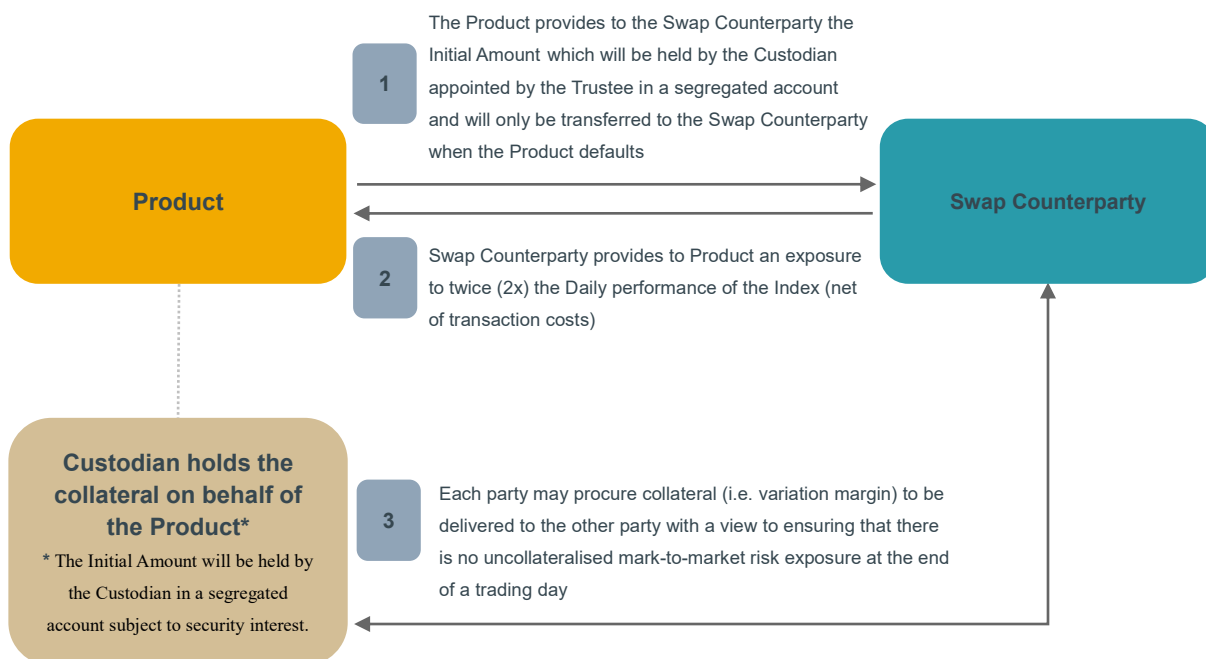 The Product provides to the Swap Counterparty the
Initial Amount which will be held by the Custodian
appointed by the Trustee in a segregated account
and will only be transferred to the Swap Counterparty
when the Product defaults
1
Product
Swap Counterparty
2
Swap Counterparty provides to Product an exposure
to twice (2x) the Daily performance of the Index (net
of transaction costs)
Custodian holds the
collateral on behalf of
the Product*
* The Initial Amount will be held by
the Custodian in a segregated
account subject to security interest.
3
Each party may procure collateral (i.e. variation margin) to be
delivered to the other party with a view to ensuring that there
is no uncollateralised mark-to-market risk exposure at the end
of a trading day